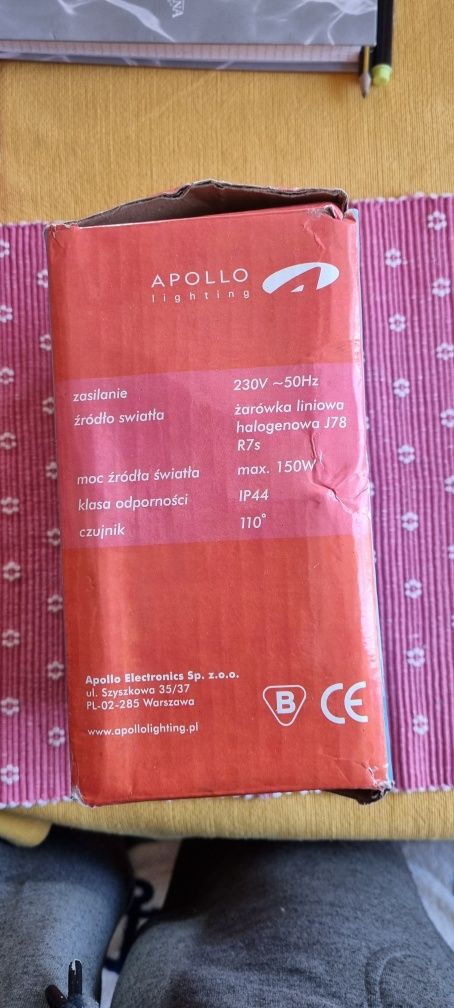 APOLLO
lighting
zasilanie 230V ~50Hz
źródło swiatła żarówka liniowa
halogenowa J78
R7s
moc źródła światła max. 150W
klasa odporności IP44
czujnik 110°
Apollo Electronics Sp. z.o.o.
ul. Szyszkowa 35/37
PL-02-285 Warszawa
www.apollolighting.pl
B CE